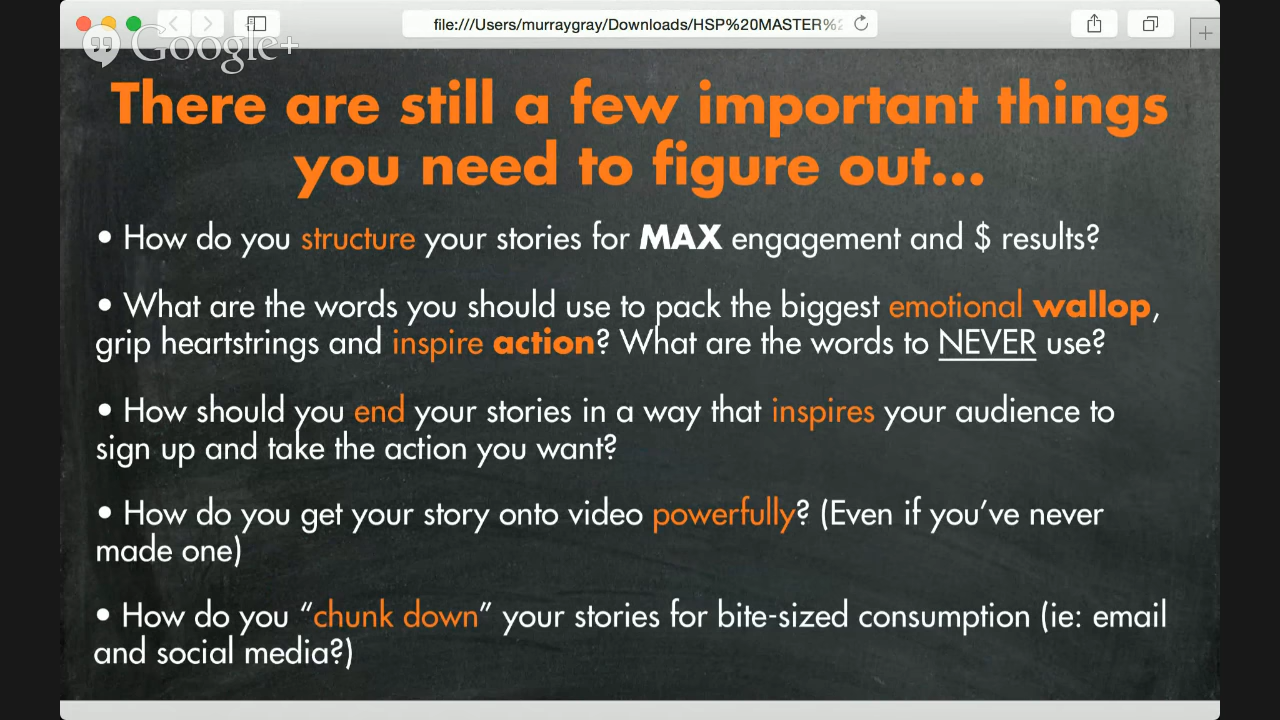 file:///Users/murraygray/Downloads/HSP%20MASTER%2
Google+
There are still a few important things
you need to figure out...
• How do you structure your stories for MAX engagement and $ results?
• What are the words you should use to pack the biggest emotional wallop,
grip heartstrings and inspire action? What are the words to NEVER use?
• How should you end your stories in a way that inspires your audience to
sign up and take the action you want?
• How do you get your story onto video powerfully? (Even if you’ve never
made one)
• How do you “chunk down” your stories for bite-sized consumption (ie: email
and social media?)